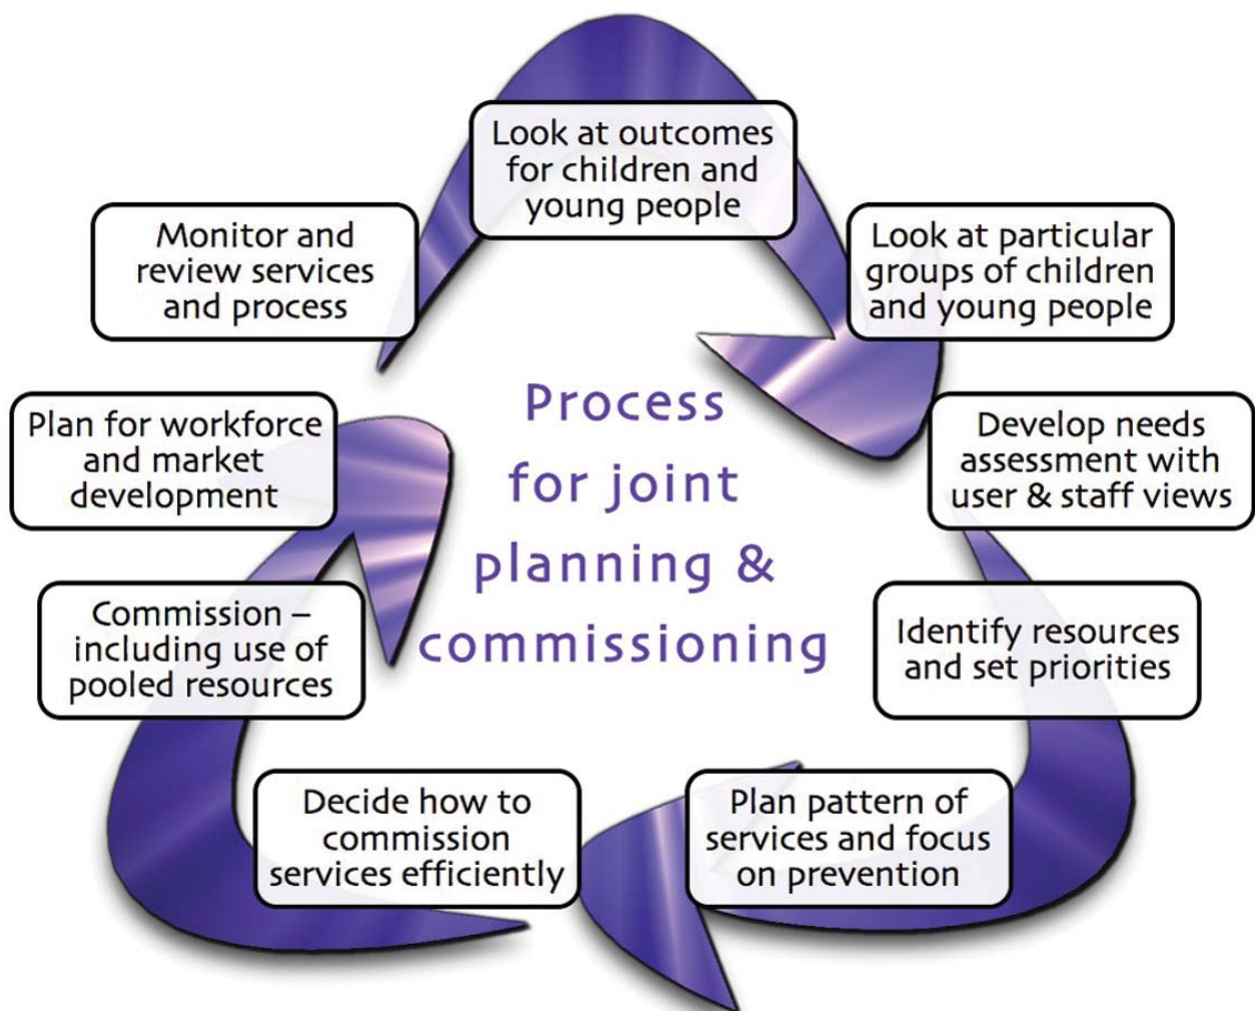 Look at outcomes
for children and
young people
Look at particular
groups of children
and young people
Develop needs
assessment with
user & staff views
Identify resources
and set priorities
Plan pattern of
services and focus
on prevention
Decide how to
commission
services efficiently
Commission –
including use of
pooled resources
Plan for workforce
and market
development
Monitor and
review services
and process
Process
for joint
planning &
commissioning